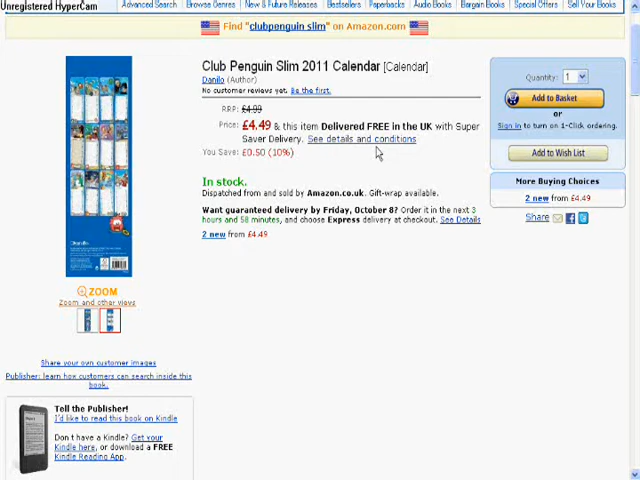 Unregistered HyperCam
Advanced Search Browse Genres New & Future Releases Bestsellers Paperbacks Audio Books Bargain Books Special Offers Sell Your Books
Find "clubpenguin slim" on Amazon.com
Club Penguin Slim 2011 Calendar [Calendar]
Danilo (Author)
No customer reviews yet. Be the first.
RRP: £4.99
Price: £4.49 & this item Delivered FREE in the UK with Super
Saver Delivery. See details and conditions
You Save: £0.50 (10%)
In stock.
Dispatched from and sold by Amazon.co.uk. Gift-wrap available.
Want guaranteed delivery by Friday, October 8? Order it in the next 3
hours and 58 minutes, and choose Express delivery at checkout. See Details
2 new from £4.49
Quantity: 1
Add to Basket
or
Sign in to turn on 1-Click ordering.
Add to Wish List
More Buying Choices
2 new from £4.49
Share
ZOOM
Zoom and other views
Share your own customer images
Publisher: learn how customers can search inside this
book.
Tell the Publisher!
I'd like to read this book on Kindle
Don't have a Kindle? Get your
Kindle here, or download a FREE
Kindle Reading App.